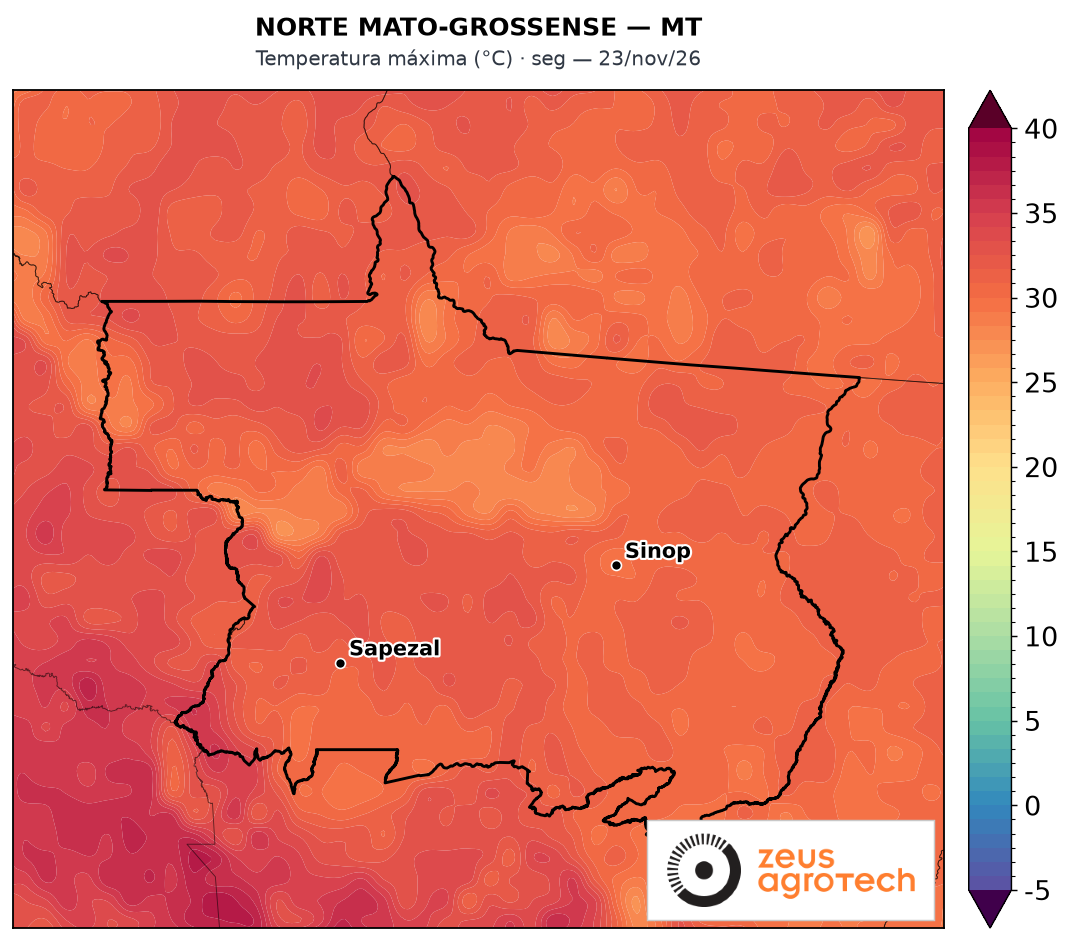 NORTE MATO-GROSSENSE — MT
Temperatura máxima (°C) · seg — 23/nov/26
40
35
30
25
20
15
10
5
0
-5
Sinop
Sapezal
zeus
agrotech